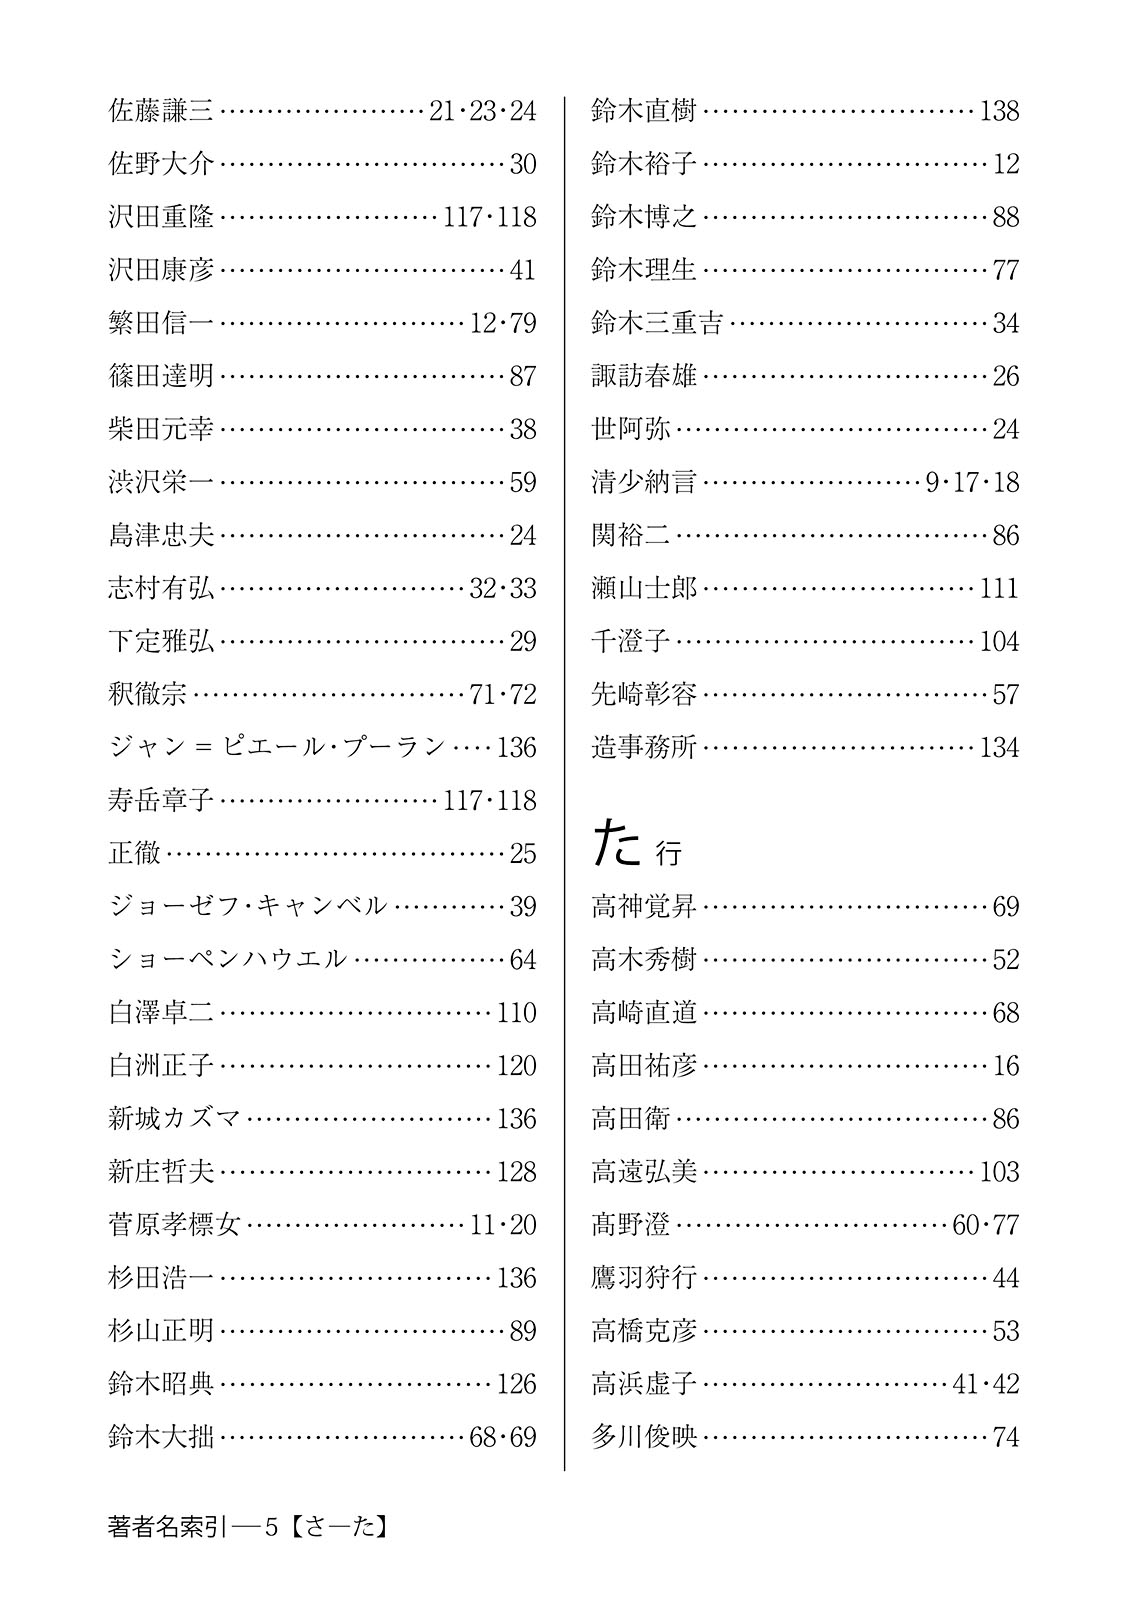 佐藤謙三……………………21・23・24
佐野大介……………………………30
沢田重隆……………………117・118
沢田康彦……………………………41
繁田信一………………………12・79
篠田達明……………………………87
柴田元幸……………………………38
渋沢栄一……………………………59
島津忠夫……………………………24
志村有弘………………………32・33
下定雅弘……………………………29
釈徹宗…………………………71・72
ジャン＝ピエール・プーラン‥‥136
寿岳章子……………………117・118
正徹…………………………………25
ジョーゼフ・キャンベル…………39
ショーペンハウエル………………64
白澤卓二…………………………110
白洲正子…………………………120
新城カズマ………………………136
新庄哲夫…………………………128
菅原孝標女……………………11・20
杉田浩一…………………………136
杉山正明……………………………89
鈴木昭典…………………………126
鈴木大拙………………………68・69
鈴木直樹…………………………138
鈴木裕子……………………………12
鈴木博之……………………………88
鈴木理生……………………………77
鈴木三重吉…………………………34
諏訪春雄……………………………26
世阿弥………………………………24
清少納言……………………9・17・18
関裕二………………………………86
瀬山士郎…………………………111
千澄子……………………………104
先崎彰容……………………………57
造事務所…………………………134
た行
高神覚昇……………………………69
高木秀樹……………………………52
高崎直道……………………………68
高田祐彦……………………………16
高田衛………………………………86
高遠弘美…………………………103
髙野澄…………………………60・77
鷹羽狩行……………………………44
高橋克彦……………………………53
高浜虚子………………………41・42
多川俊映……………………………74
著者名索引―5【さ―た】